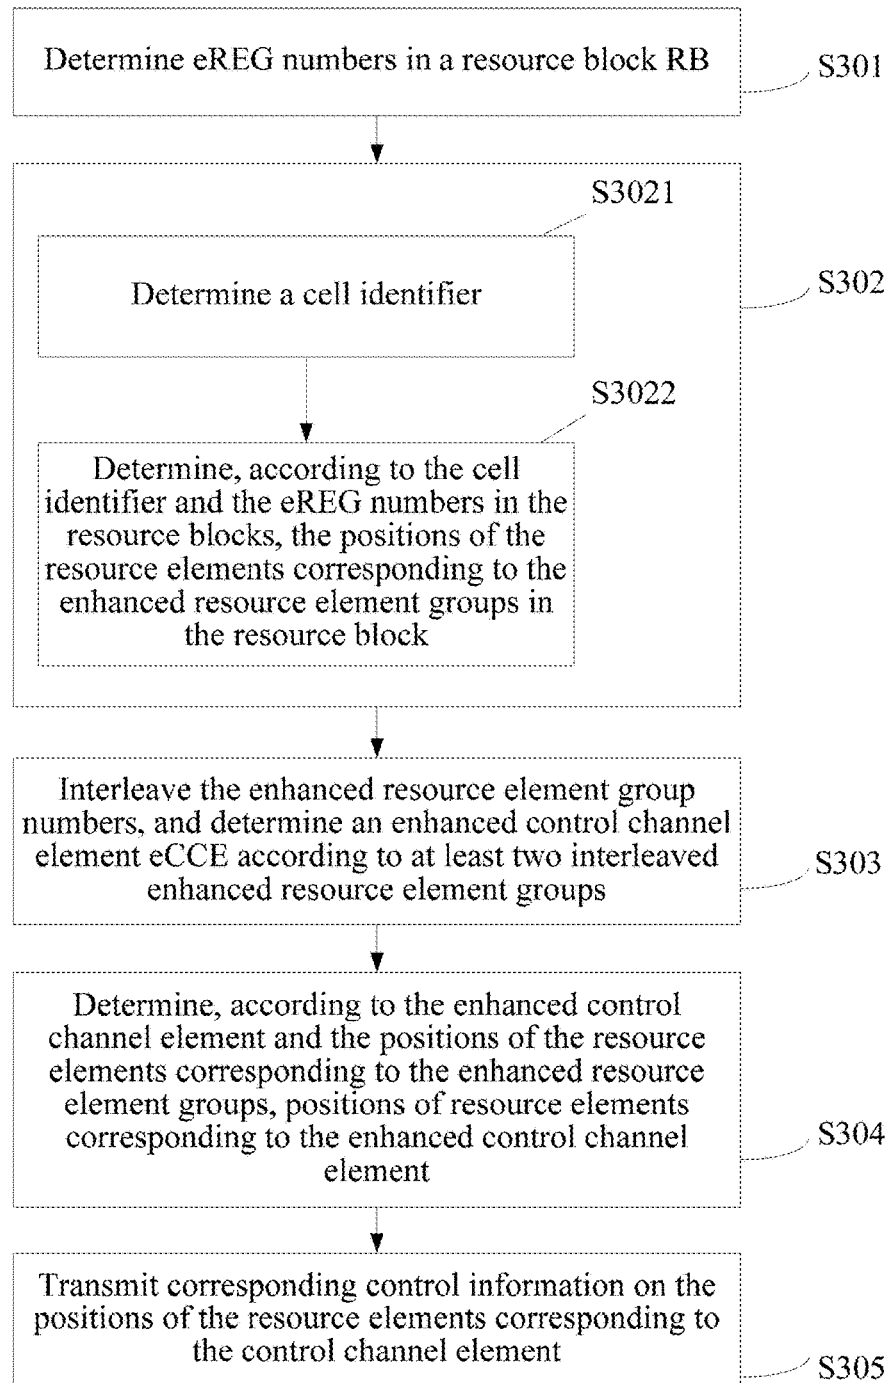 Determine eREG numbers in a resource block RB
S301
S3021
Determine a cell identifier
S302
S3022
Determine, according to the cell
identifier and the eREG numbers in the
resource blocks, the positions of the
resource elements corresponding to the
enhanced resource element groups in
the resource block
Interleave the enhanced resource element group
numbers, and determine an enhanced control channel
element eCCE according to at least two interleaved
enhanced resource element groups
S303
Determine, according to the enhanced control
channel element and the positions of the resource
elements corresponding to the enhanced resource
element groups, positions of resource elements
corresponding to the enhanced control channel
element
S304
Transmit corresponding control information on the
positions of the resource elements corresponding to
the control channel element
S305